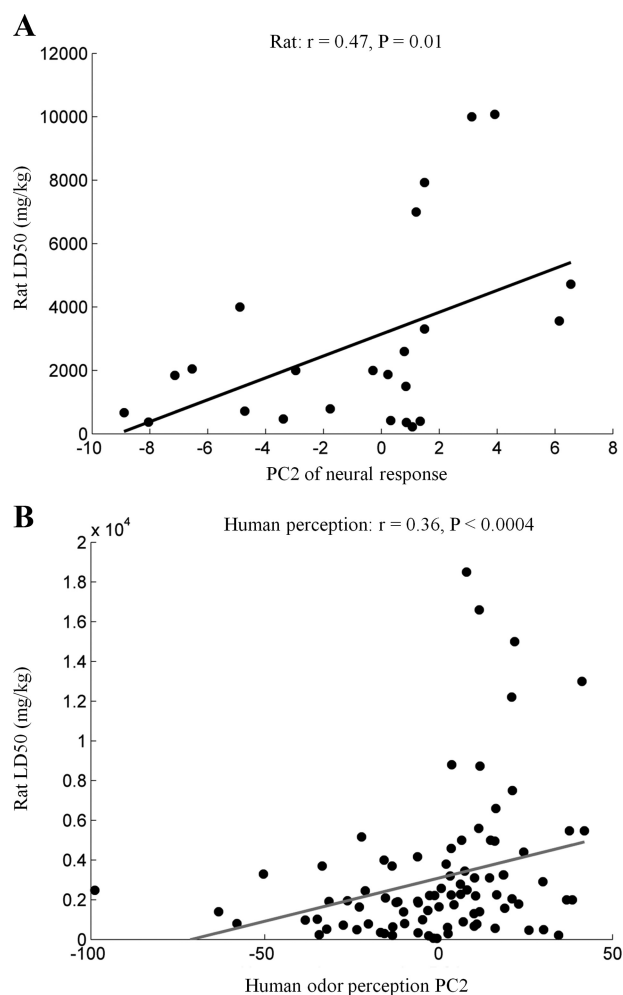 A
Rat: r = 0.47, P = 0.01
12000
10000
8000
6000
4000
2000
0
Rat LD50 (mg/kg)
-10 -8 -6 -4 -2 0 2 4 6 8
PC2 of neural response
B
Human perception: r = 0.36, P < 0.0004
2 x 10⁴
1.8
1.6
1.4
1.2
1
0.8
0.6
0.4
0.2
0
Rat LD50 (mg/kg)
-100 -50 0 50
Human odor perception PC2